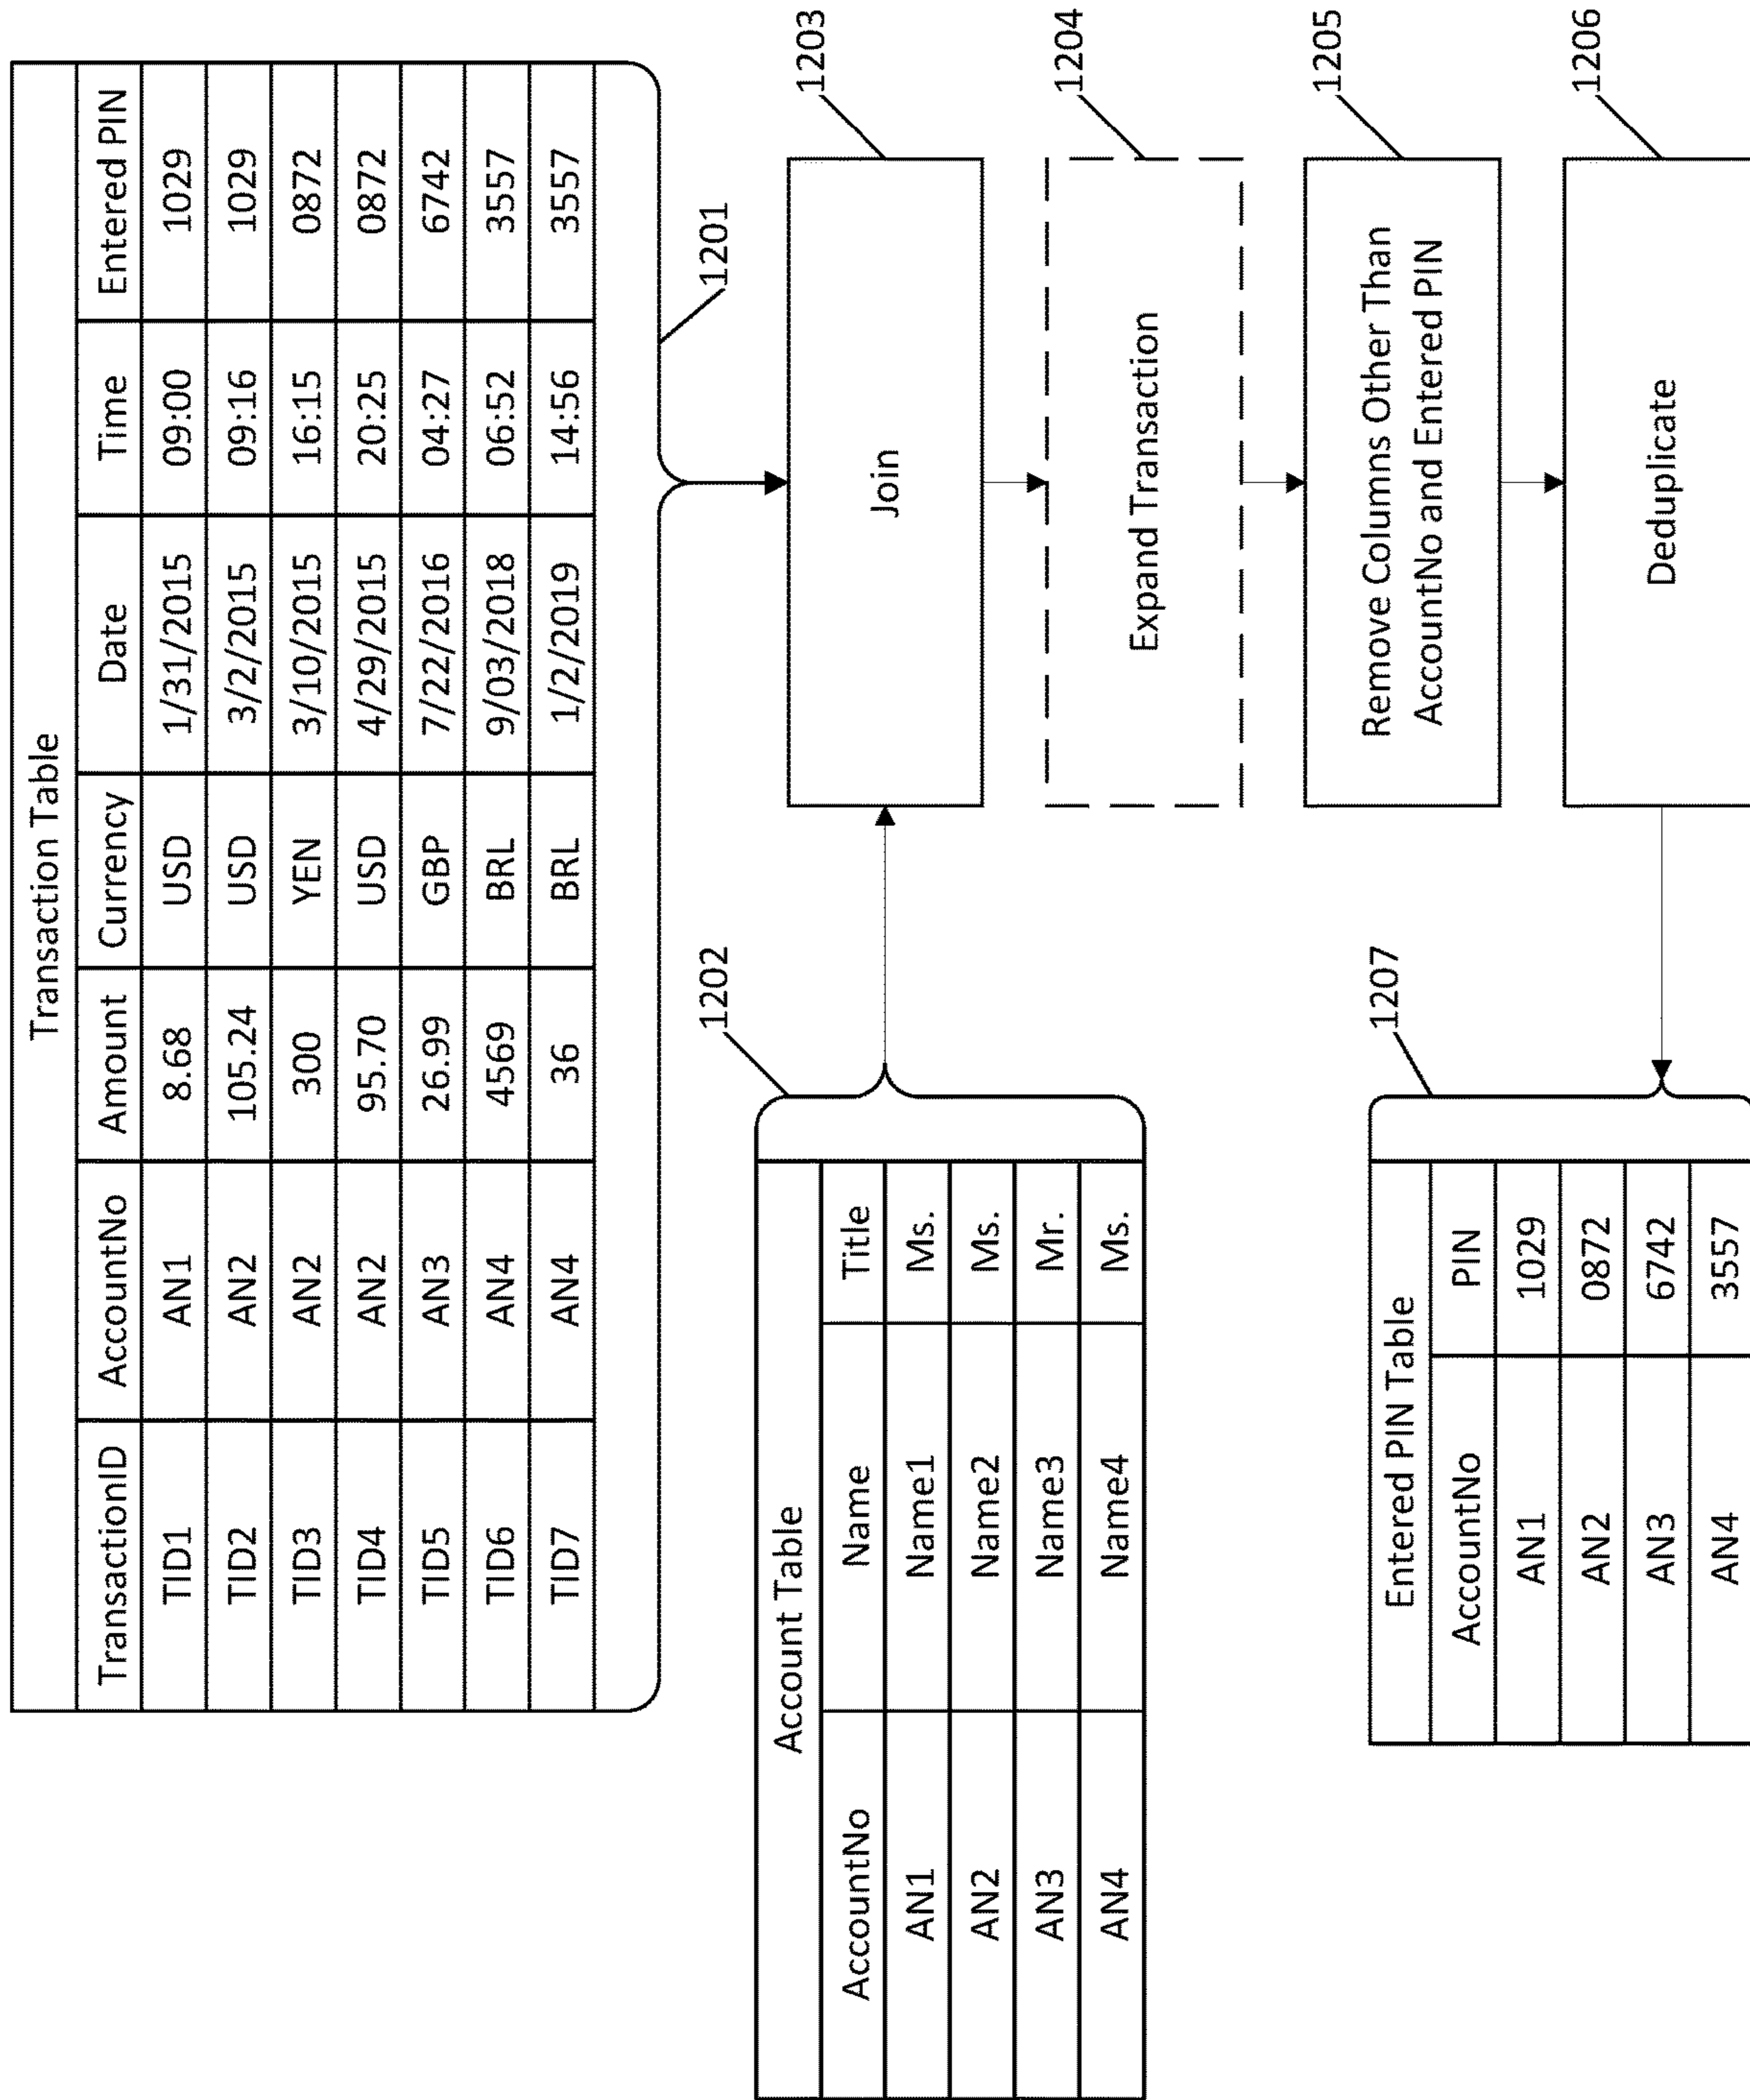 Transaction Table
TransactionID AccountNo Amount Currency Date Time Entered PIN
TID1 AN1 8.68 USD 1/31/2015 09:00 1029
TID2 AN2 105.24 USD 3/2/2015 09:16 1029
TID3 AN2 300 YEN 3/10/2015 16:15 0872
TID4 AN2 95.70 USD 4/29/2015 20:25 0872
TID5 AN3 26.99 GBP 7/22/2016 04:27 6742
TID6 AN4 4569 BRL 9/03/2018 06:52 3557
TID7 AN4 36 BRL 1/2/2019 14:56 3557
1201
1202
1203
Account Table
AccountNo Name Title
AN1 Name1 Ms.
AN2 Name2 Ms.
AN3 Name3 Mr.
AN4 Name4 Ms.
Join
1204
Expand Transaction
1205
Remove Columns Other Than
AccountNo and Entered PIN
1206
Deduplicate
1207
Entered PIN Table
AccountNo PIN
AN1 1029
AN2 0872
AN3 6742
AN4 3557